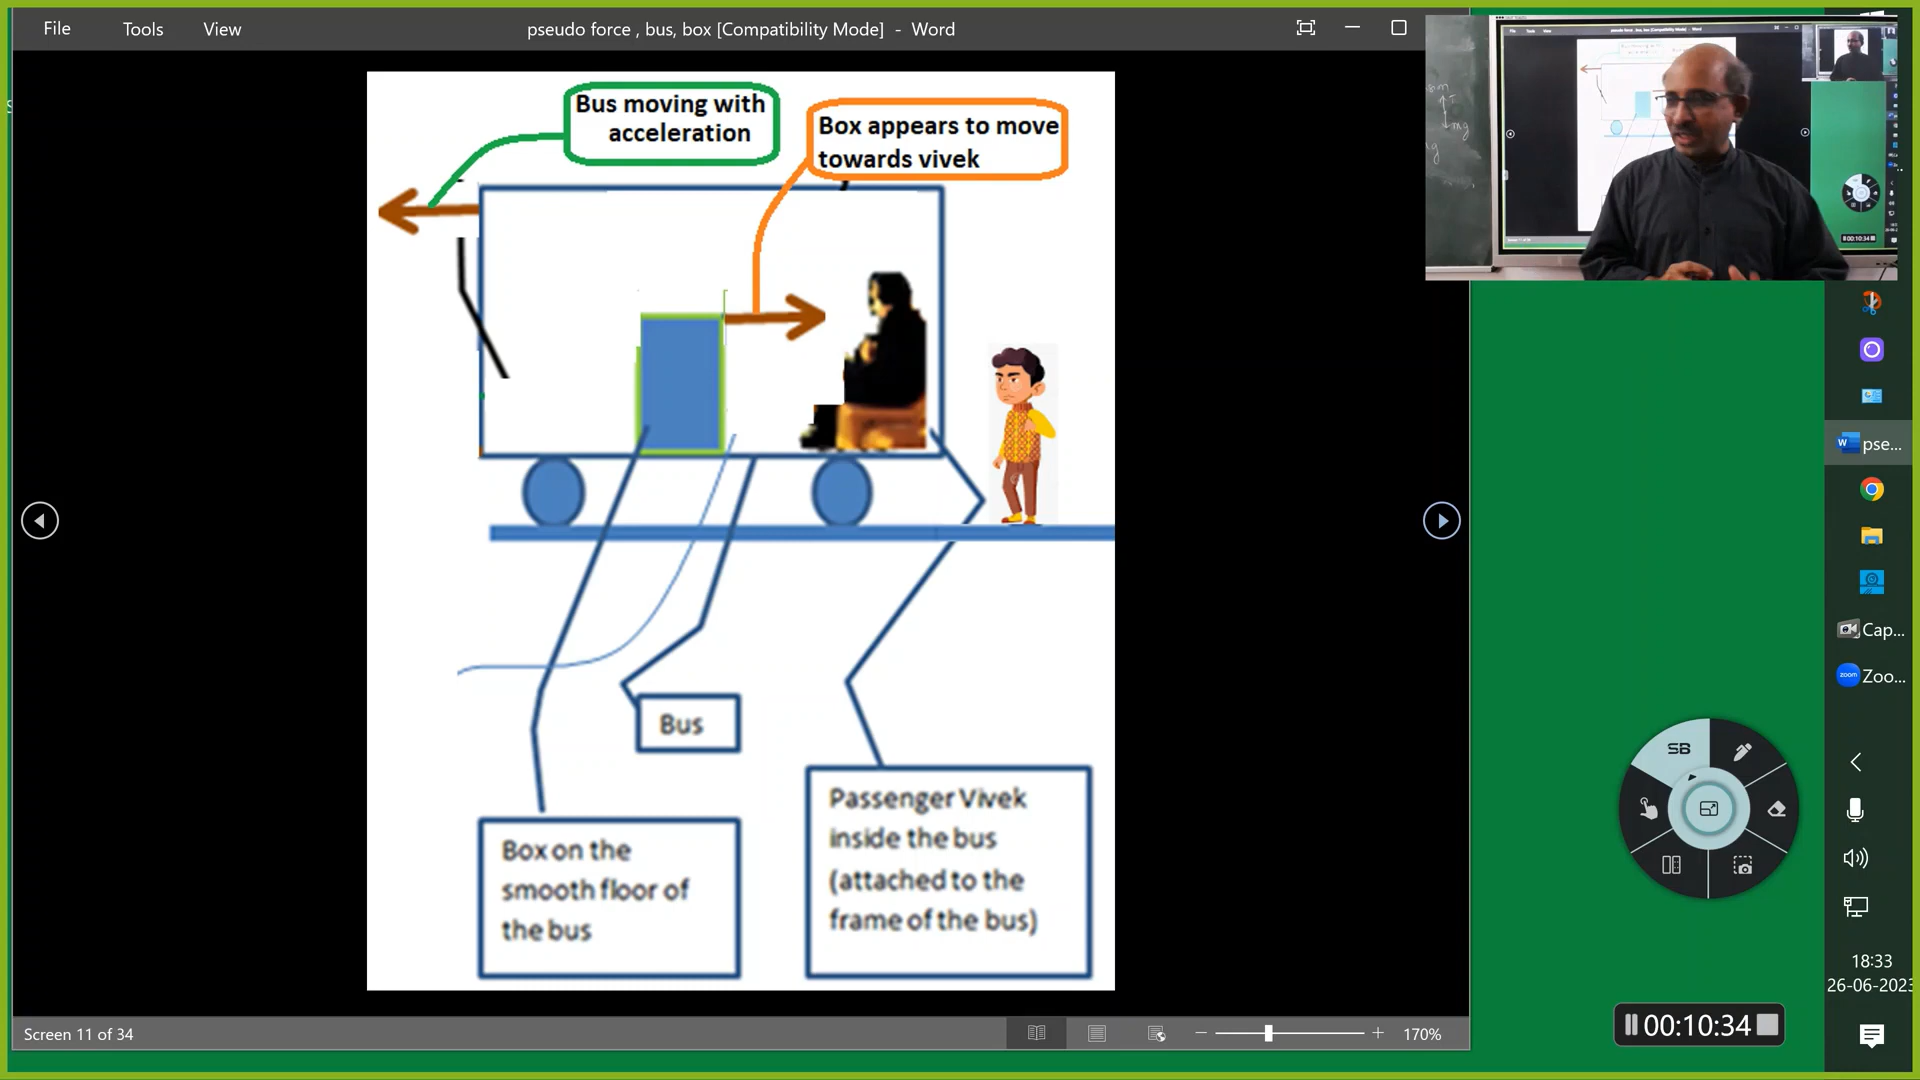 File Tools View pseudo force , bus, box [Compatibility Mode] - Word
Bus moving with
acceleration
Box appears to move
towards vivek
Bus
Passenger Vivek
inside the bus
(attached to the
frame of the bus)
Box on the
smooth floor of
the bus
mg
g
pse...
Cap...
zoom Zoo...
SB
18:33
26-06-2023
00:10:34
Screen 11 of 34
170%